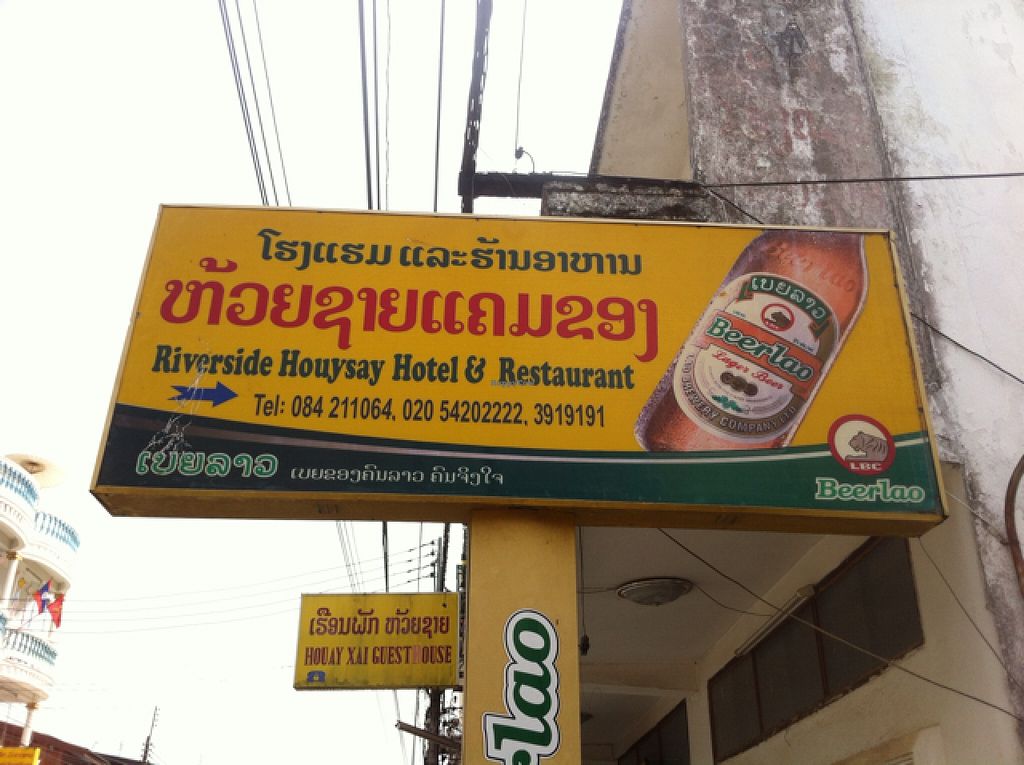 ໂຮງແຮມ ແລະຮ້ານອາຫານ
ຫ້ວຍຊາຍແຄມຂອງ
Riverside Houysay Hotel & Restaurant
Tel: 084 211064, 020 54202222, 3919191
ເບຍລາວ ເບຍຂອງຄົນລາວ ຄົນຈິງໃຈ
ເບຍລາວ
Beerlao
Lager Beer
LBC
Beerlao
ເຮືອນພັກ ຫ້ວຍຊາຍ
HOUAY XAI GUESTHOUSE
rlao